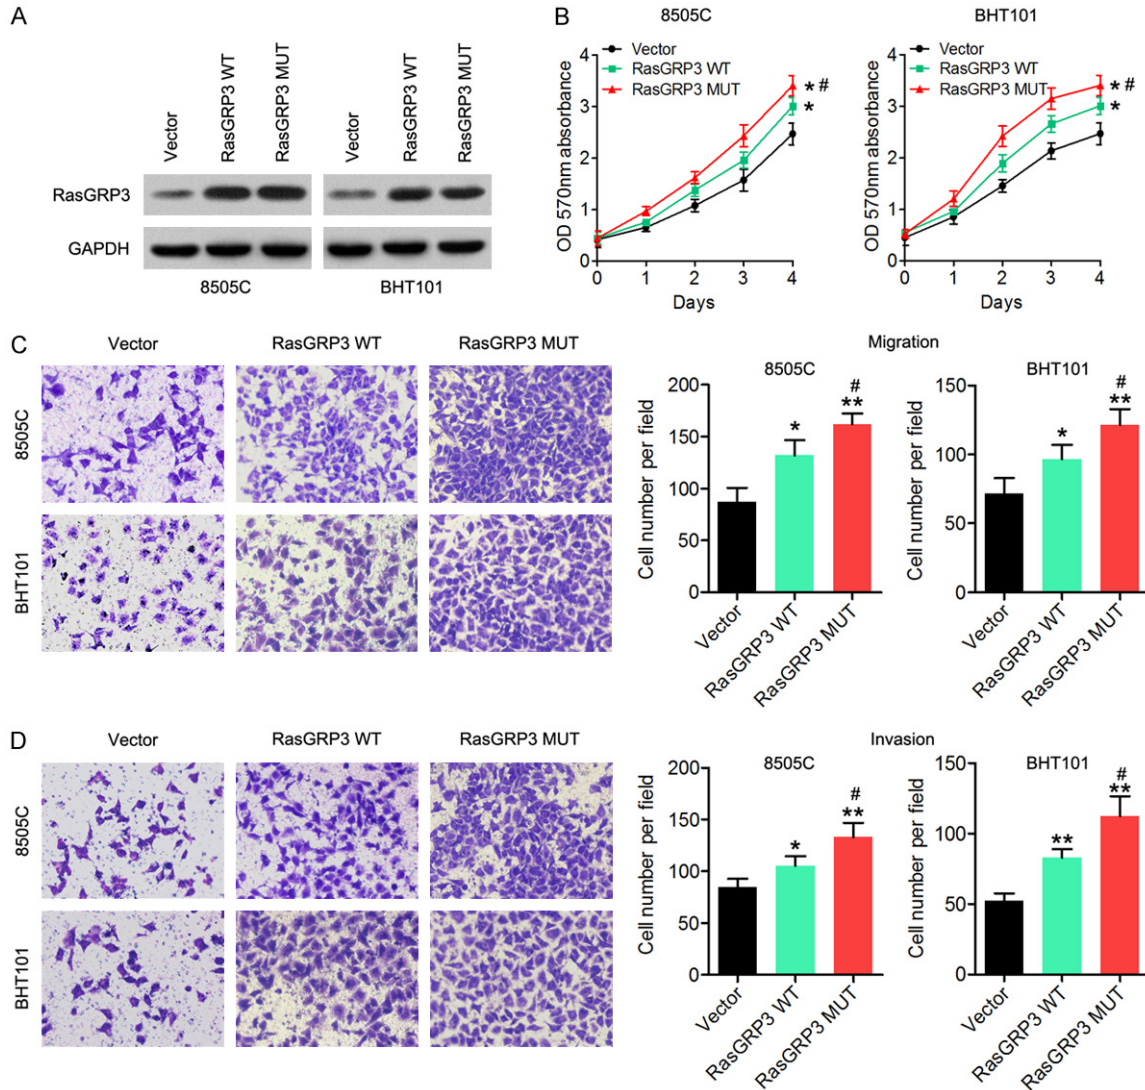 A
Vector
RasGRP3 WT
RasGRP3 MUT
Vector
RasGRP3 WT
RasGRP3 MUT
RasGRP3
GAPDH
8505C
BHT101
B
8505C
Vector
RasGRP3 WT
RasGRP3 MUT
OD 570nm absorbance
4
3
2
1
0
* #
*
0 1 2 3 4
Days
BHT101
Vector
RasGRP3 WT
RasGRP3 MUT
OD 570nm absorbance
4
3
2
1
0
* #
*
0 1 2 3 4
Days
C
Vector
RasGRP3 WT
RasGRP3 MUT
8505C
BHT101
Migration
8505C
Cell number per field
200
150
100
50
0
*
#
**
Vector
RasGRP3 WT
RasGRP3 MUT
BHT101
Cell number per field
150
100
50
0
*
#
**
Vector
RasGRP3 WT
RasGRP3 MUT
D
Vector
RasGRP3 WT
RasGRP3 MUT
8505C
BHT101
Invasion
8505C
Cell number per field
200
150
100
50
0
*
#
**
Vector
RasGRP3 WT
RasGRP3 MUT
BHT101
Cell number per field
150
100
50
0
**
#
**
Vector
RasGRP3 WT
RasGRP3 MUT